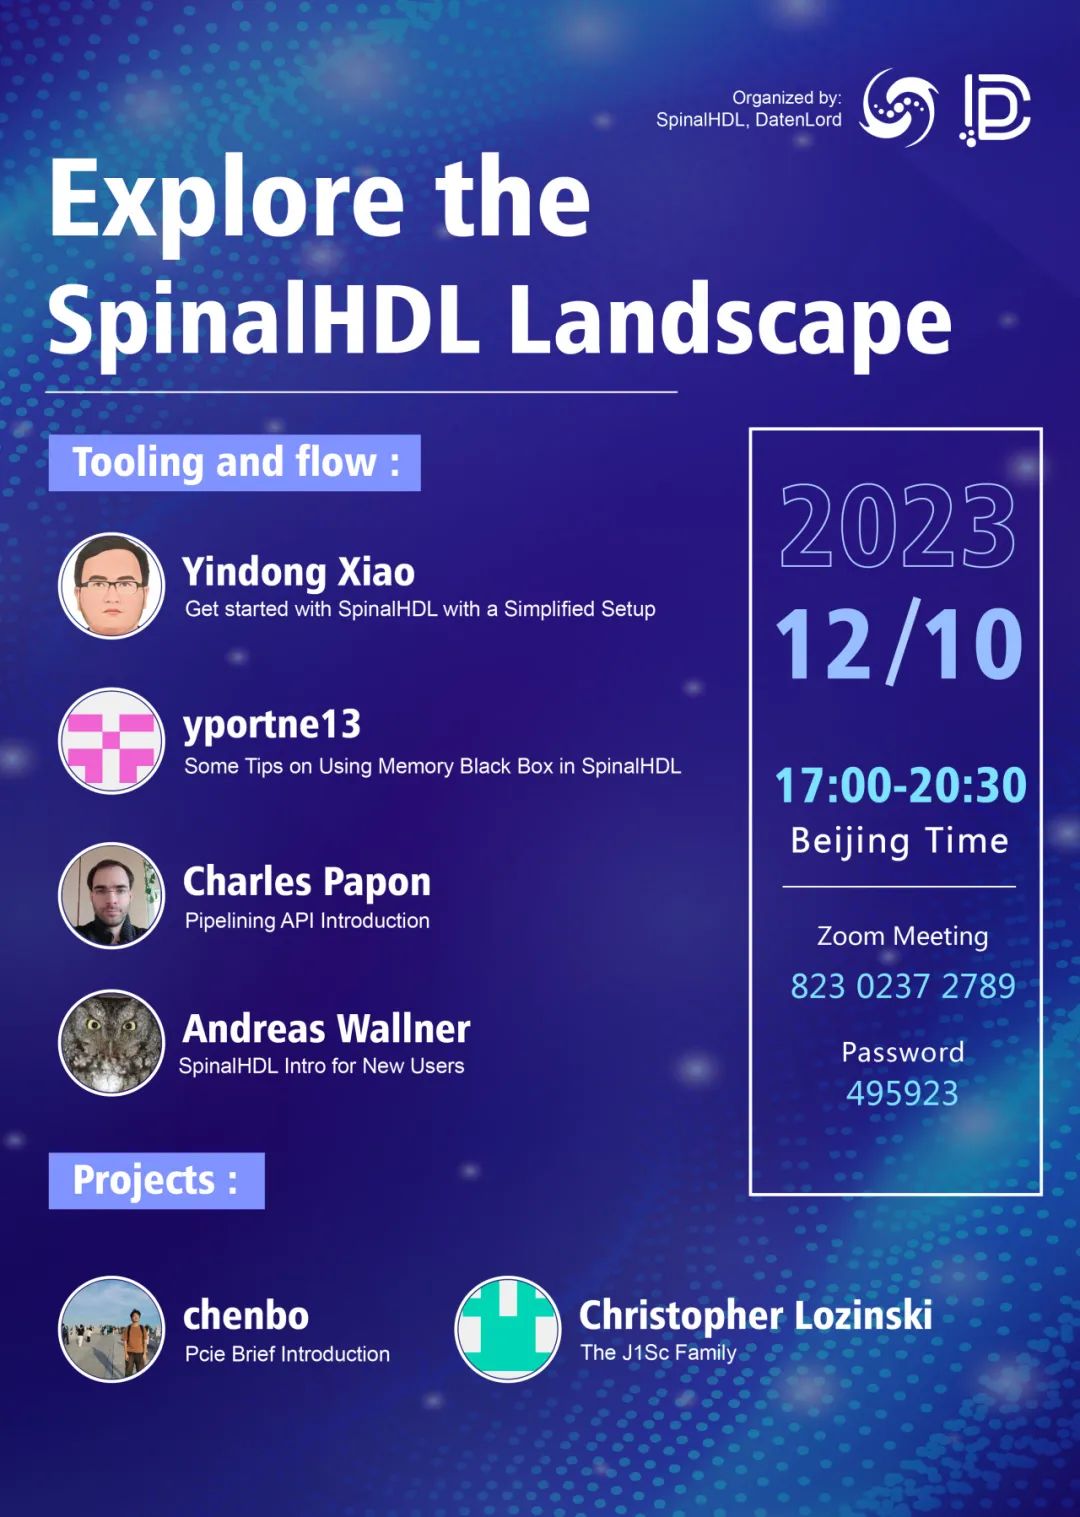 Organized by:
SpinalHDL, DatenLord
Explore the
SpinalHDL Landscape
Tooling and flow :
Yindong Xiao
Get started with SpinalHDL with a Simplified Setup
yportne13
Some Tips on Using Memory Black Box in SpinalHDL
Charles Papon
Pipelining API Introduction
Andreas Wallner
SpinalHDL Intro for New Users
2023
12/10
17:00-20:30
Beijing Time
Zoom Meeting
823 0237 2789
Password
495923
Projects :
chenbo
Pcie Brief Introduction
Christopher Lozinski
The J1Sc Family